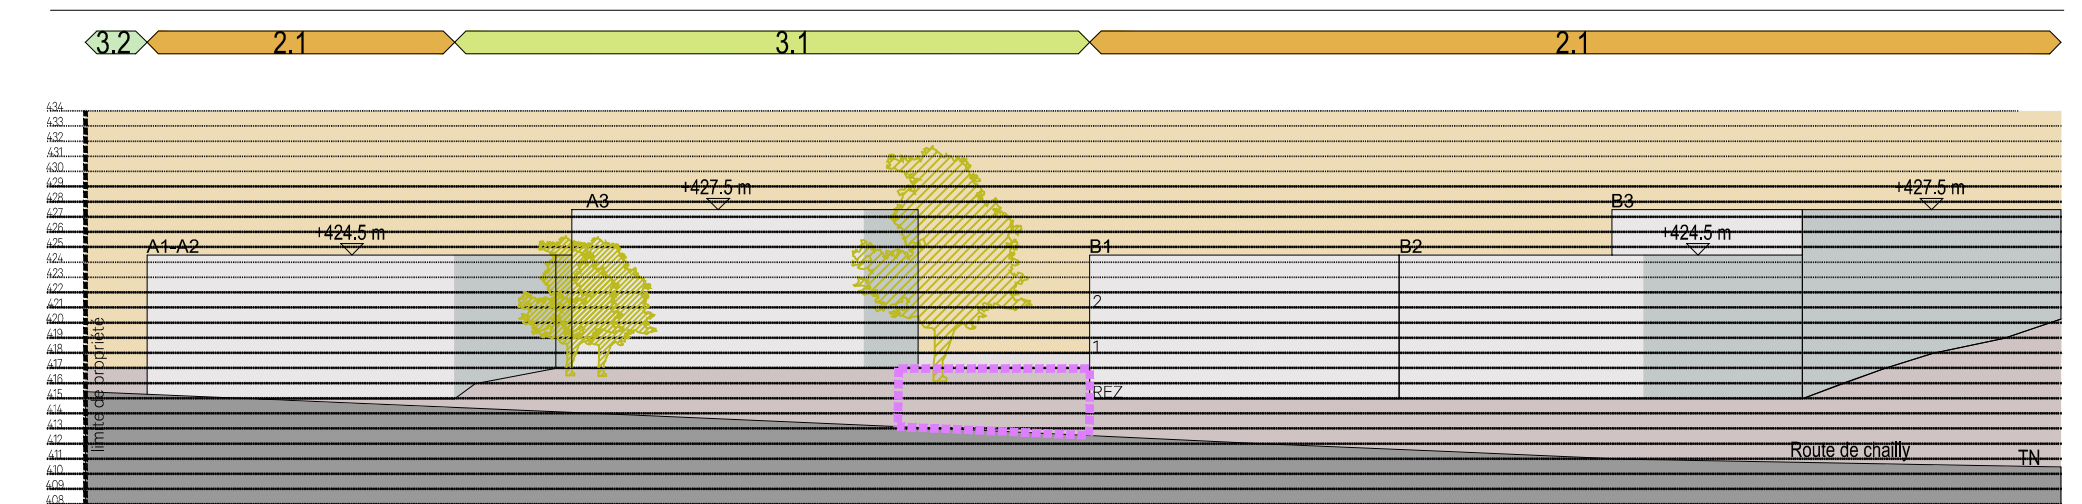 3.2 2.1 3.1 2.1
434
433
432
431
430
429
428
427
426
425
424
423
422
421
420
419
418
417
416
415
414
413
412
411
410
409
408
limite de propriété
A1-A2
+424.5 m
A3
+427.5 m
B1
2
1
REZ
B2
B3
+424.5 m
+427.5 m
Route de chailly
TN